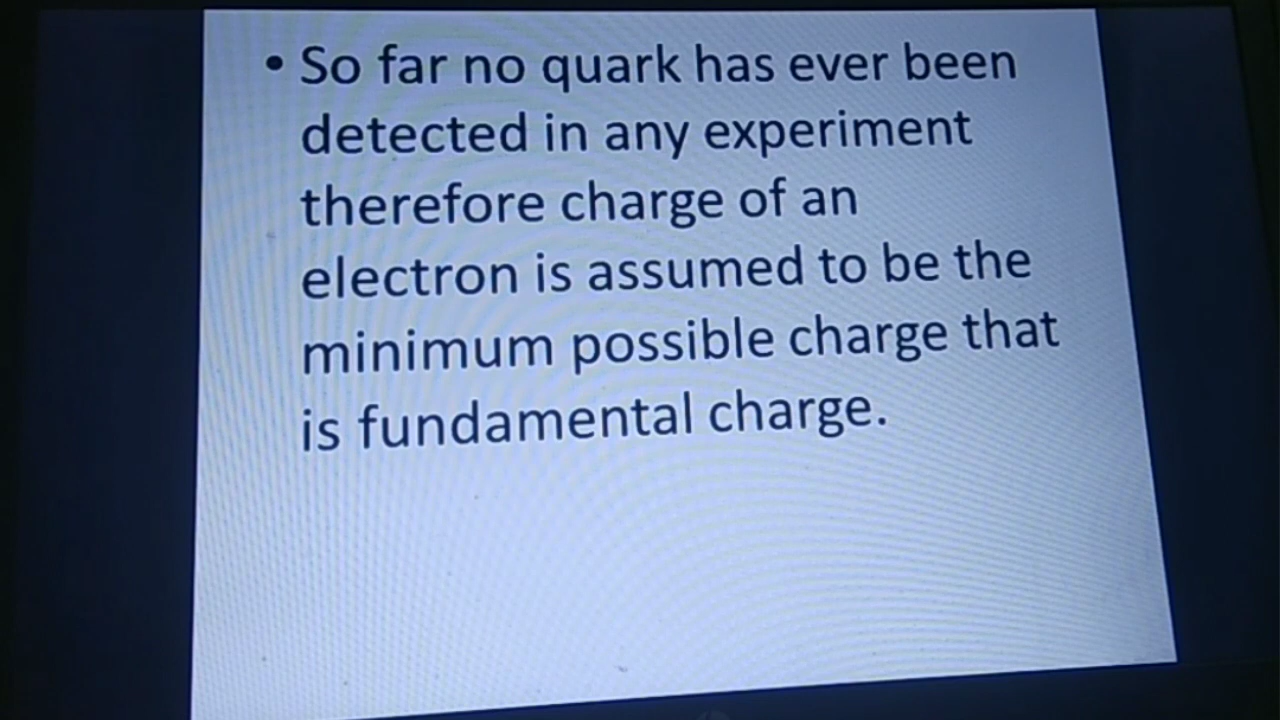 • So far no quark has ever been
detected in any experiment
therefore charge of an
electron is assumed to be the
minimum possible charge that
is fundamental charge.